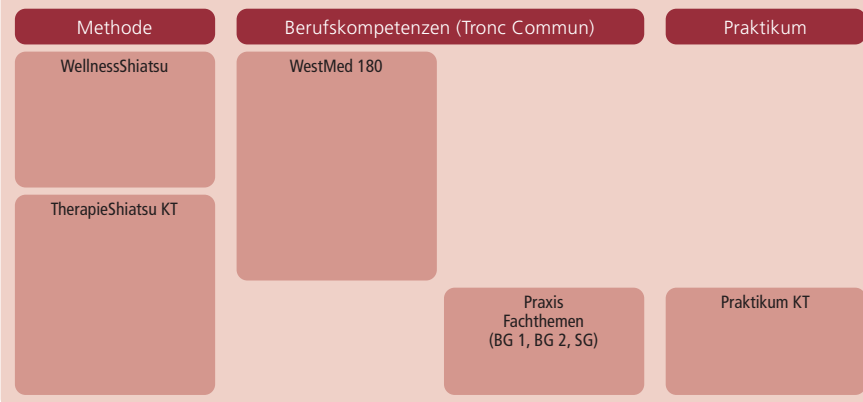 Methode
Berufskompetenzen (Tronc Commun)
Praktikum
WellnessShiatsu
WestMed 180
TherapieShiatsu KT
Praxis
Fachthemen
(BG 1, BG 2, SG)
Praktikum KT